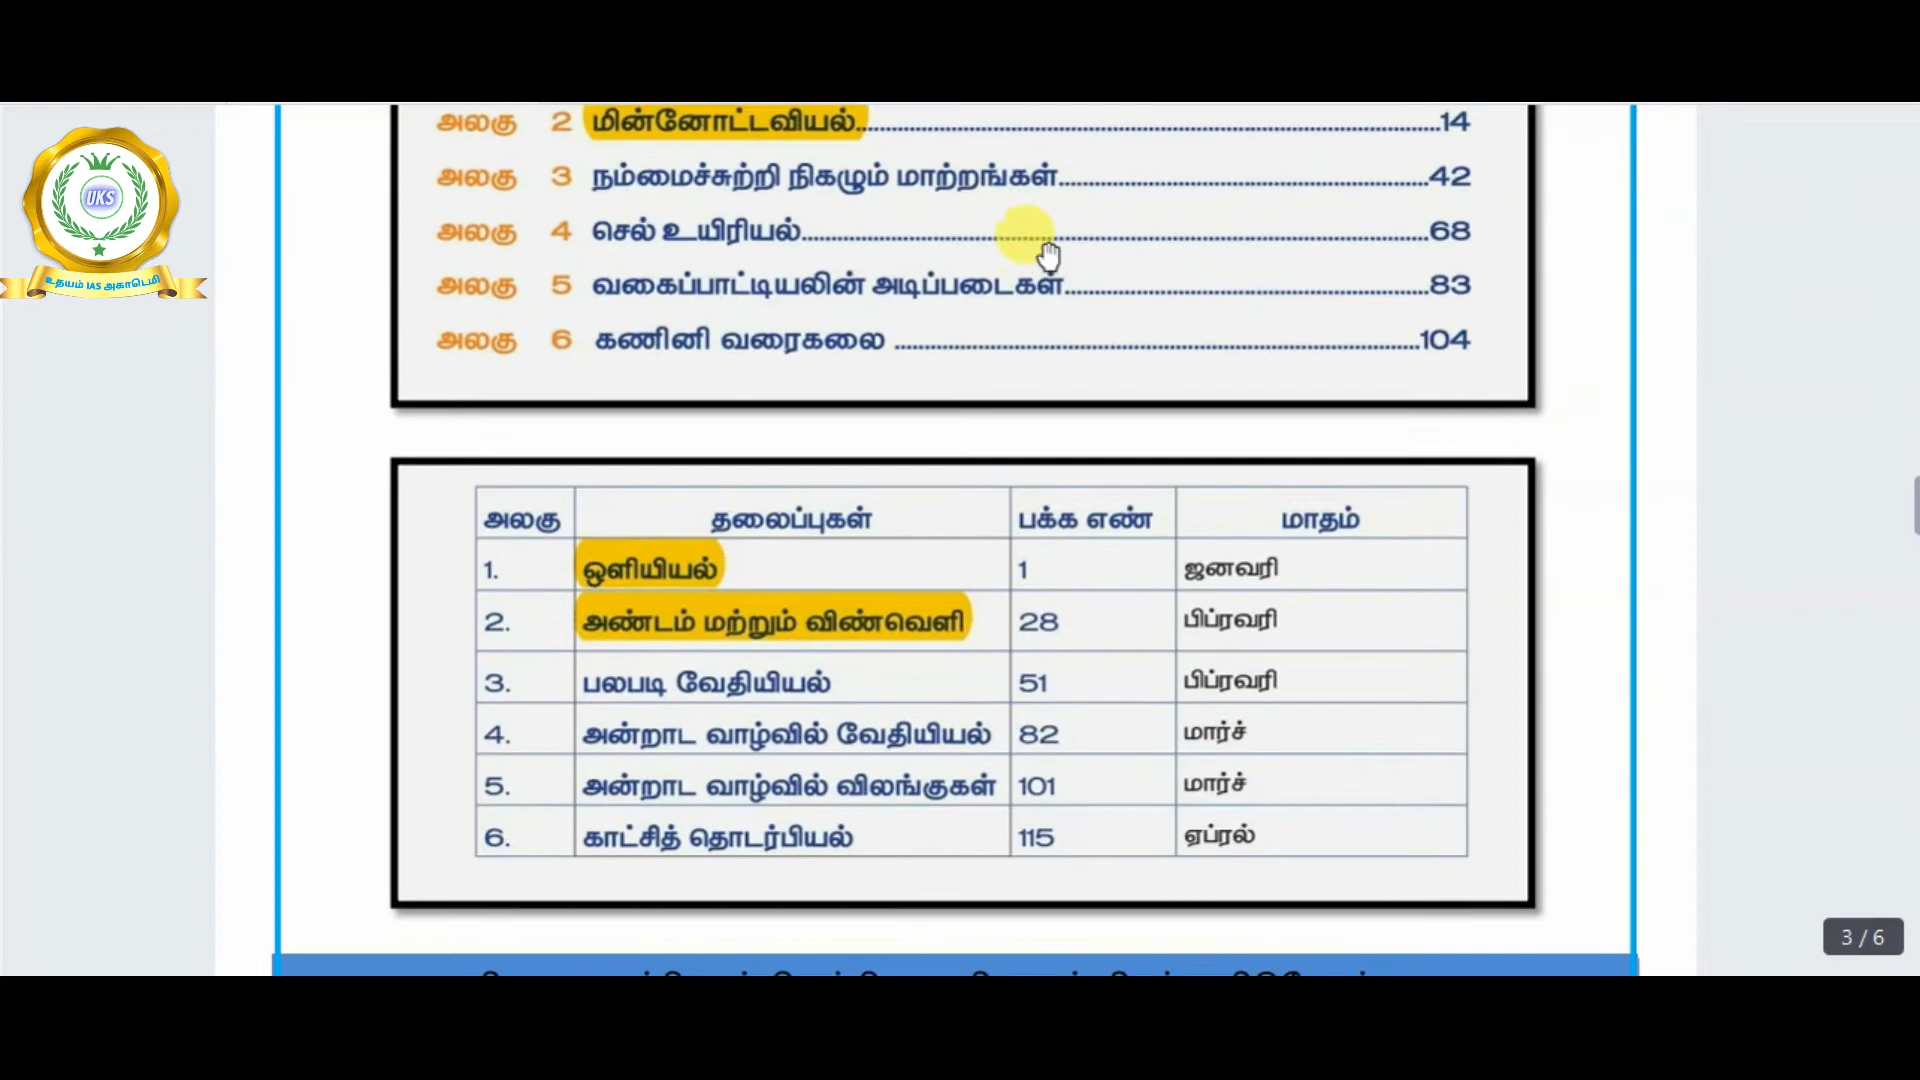 அலகு 2 மின்னோட்டவியல்..........14
அலகு 3 நம்மைச்சுற்றி நிகழும் மாற்றங்கள்..........42
UKS
அலகு 4 செல் உயிரியல்..........68
உதயம் IAS அகாடெமி
அலகு 5 வகைப்பாட்டியலின் அடிப்படைகள்..........83
அலகு 6 கணினி வரைகலை ..........104
அலகு தலைப்புகள் பக்க எண் மாதம்
1. ஒளியியல் 1 ஜனவரி
2. அண்டம் மற்றும் விண்வெளி 28 பிப்ரவரி
3. பலபடி வேதியியல் 51 பிப்ரவரி
4. அன்றாட வாழ்வில் வேதியியல் 82 மார்ச்
5. அன்றாட வாழ்வில் விலங்குகள் 101 மார்ச்
6. காட்சித் தொடர்பியல் 115 ஏப்ரல்
3 / 6